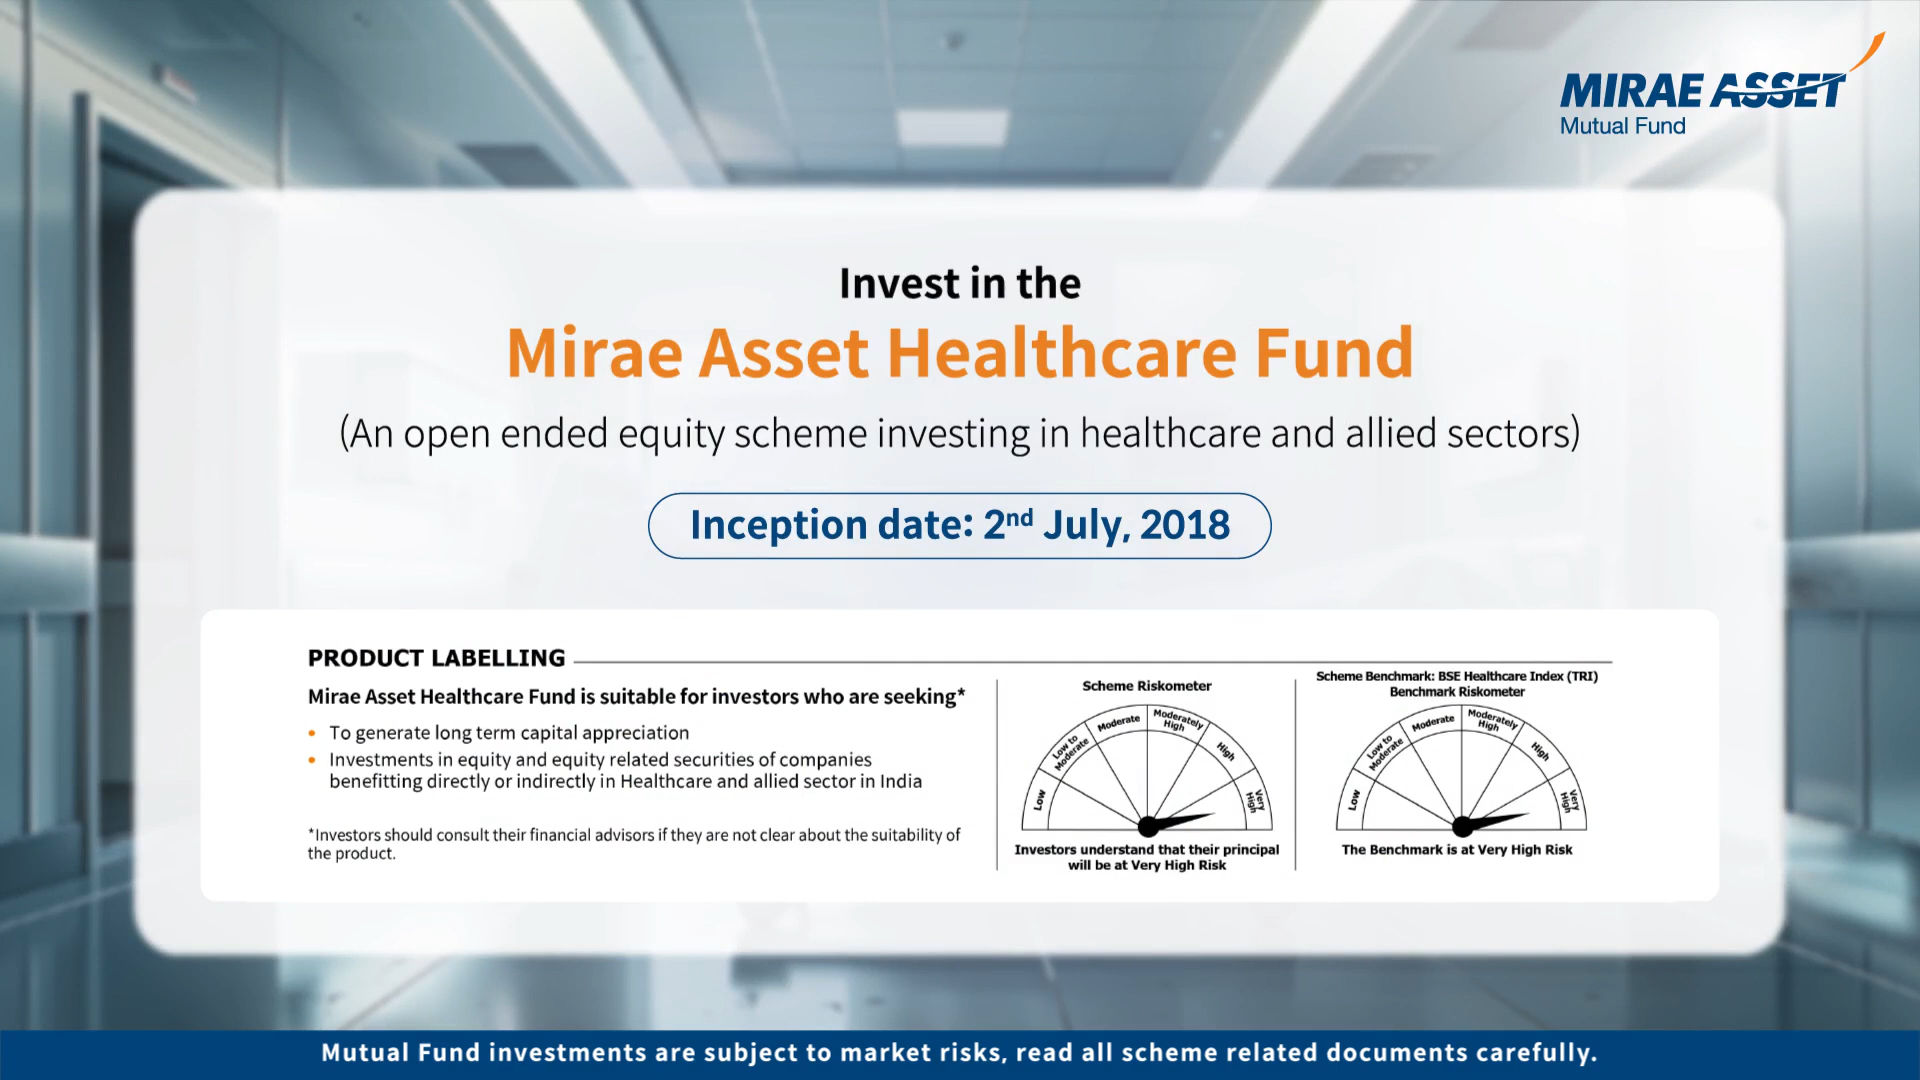 MIRAE ASSET
Mutual Fund
Invest in the
Mirae Asset Healthcare Fund
(An open ended equity scheme investing in healthcare and allied sectors)
Inception date: 2nd July, 2018
PRODUCT LABELLING
Mirae Asset Healthcare Fund is suitable for investors who are seeking*
• To generate long term capital appreciation
• Investments in equity and equity related securities of companies
benefitting directly or indirectly in Healthcare and allied sector in India
*Investors should consult their financial advisors if they are not clear about the suitability of
the product.
Scheme Riskometer
Low
Low to
Moderate
Moderate
Moderately
High
High
Very
High
Investors understand that their principal
will be at Very High Risk
Scheme Benchmark: BSE Healthcare Index (TRI)
Benchmark Riskometer
Low
Low to
Moderate
Moderate
Moderately
High
High
Very
High
The Benchmark is at Very High Risk
Mutual Fund investments are subject to market risks, read all scheme related documents carefully.